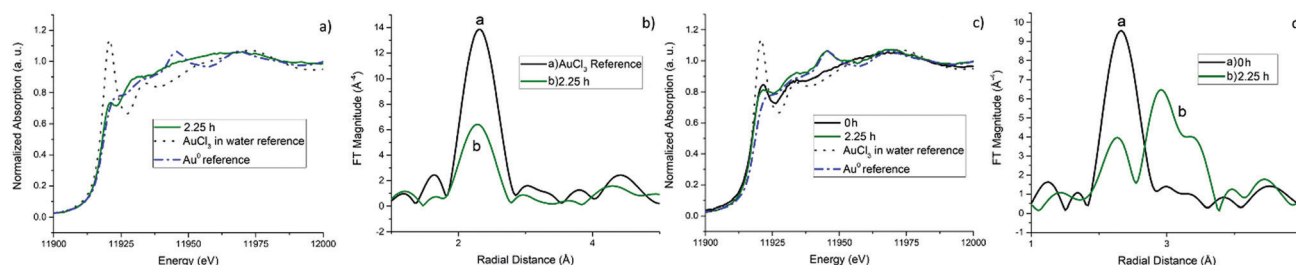 a)
Normalized Absorption (a. u.)
1.2
1.0
0.8
0.6
0.4
0.2
0.0
2.25 h
AuCl3 in water reference
Au0 reference
11900 11925 11950 11975 12000
Energy (eV)
b)
FT Magnitude (Å-4)
14
12
10
8
6
4
2
0
-2
a
b
a)AuCl3 Reference
b)2.25 h
2 4
Radial Distance (Å)
c)
Normalized Absorption (a. u.)
1.2
1.0
0.8
0.6
0.4
0.2
0.0
0h
2.25 h
AuCl3 in water reference
Au0 reference
11900 11925 11950 11975 12000
Energy (eV)
FT Magnitude (Å-4)
10
9
8
7
6
5
4
3
2
1
0
-1
a
b
a)0h
b)2.25 h
1 3
Radial Distance (Å)